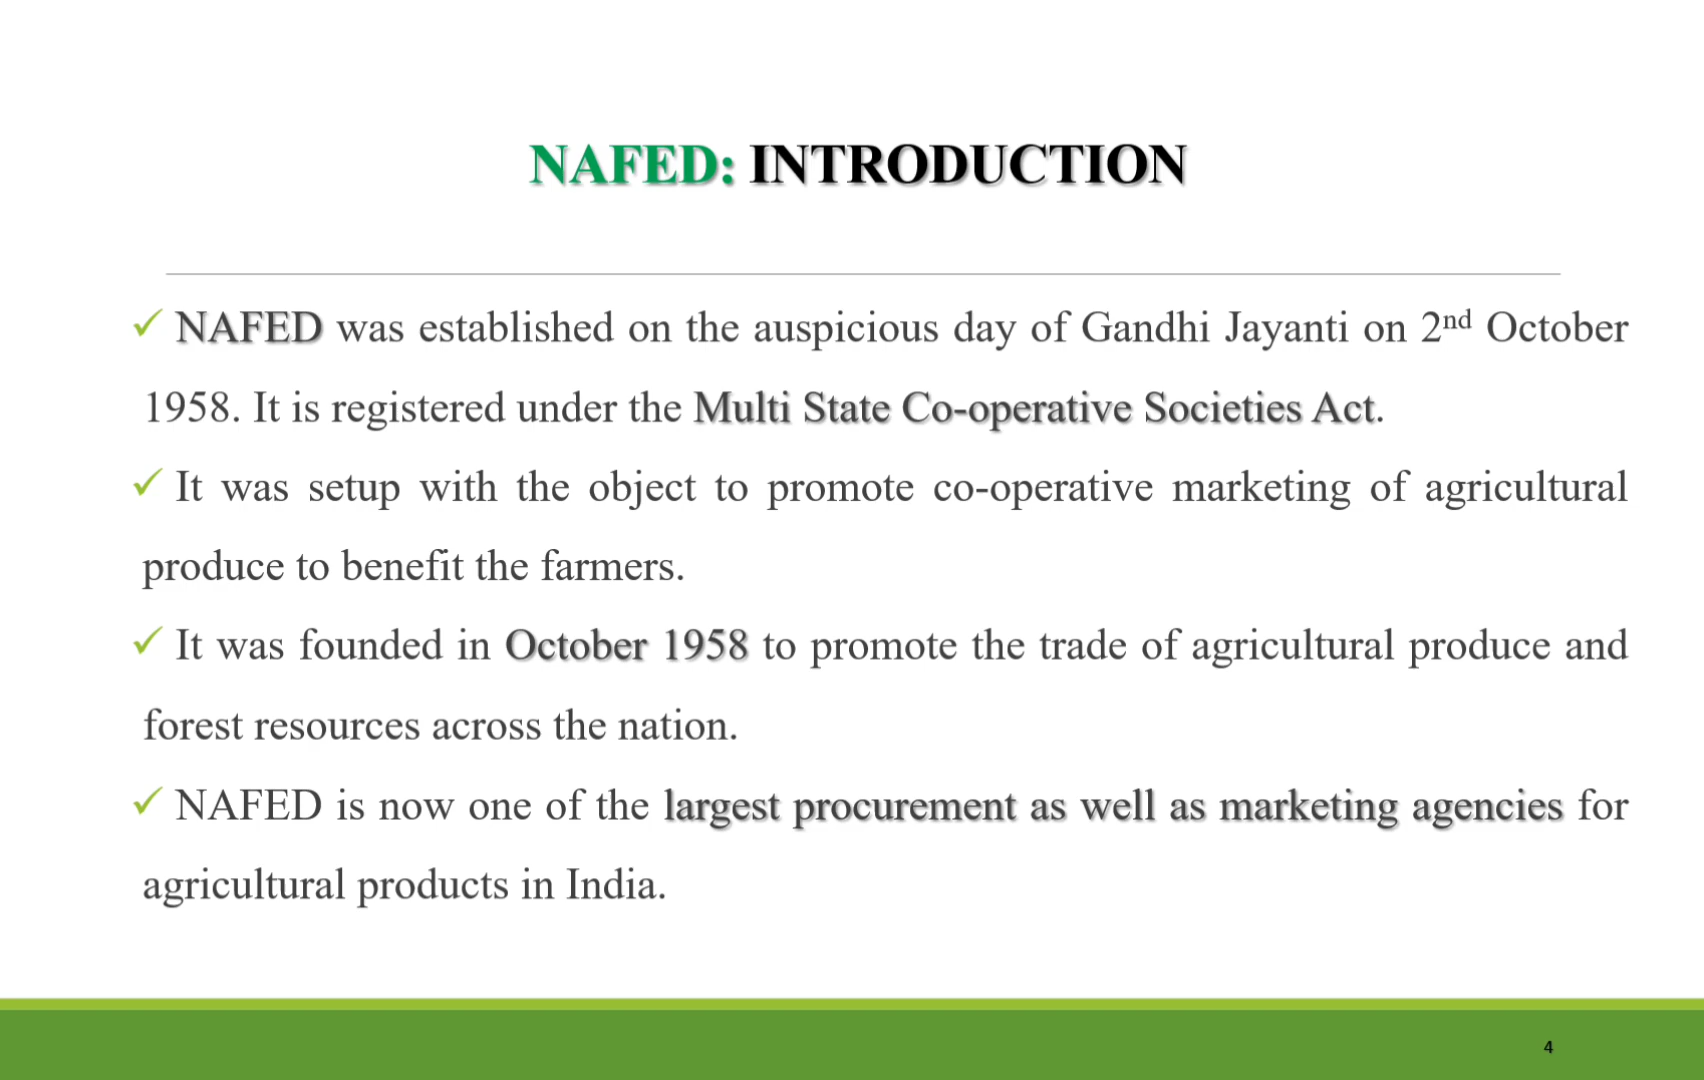 NAFED: INTRODUCTION
✓ NAFED was established on the auspicious day of Gandhi Jayanti on 2nd October
1958. It is registered under the Multi State Co-operative Societies Act.
✓ It was setup with the object to promote co-operative marketing of agricultural
produce to benefit the farmers.
✓ It was founded in October 1958 to promote the trade of agricultural produce and
forest resources across the nation.
✓ NAFED is now one of the largest procurement as well as marketing agencies for
agricultural products in India.
4